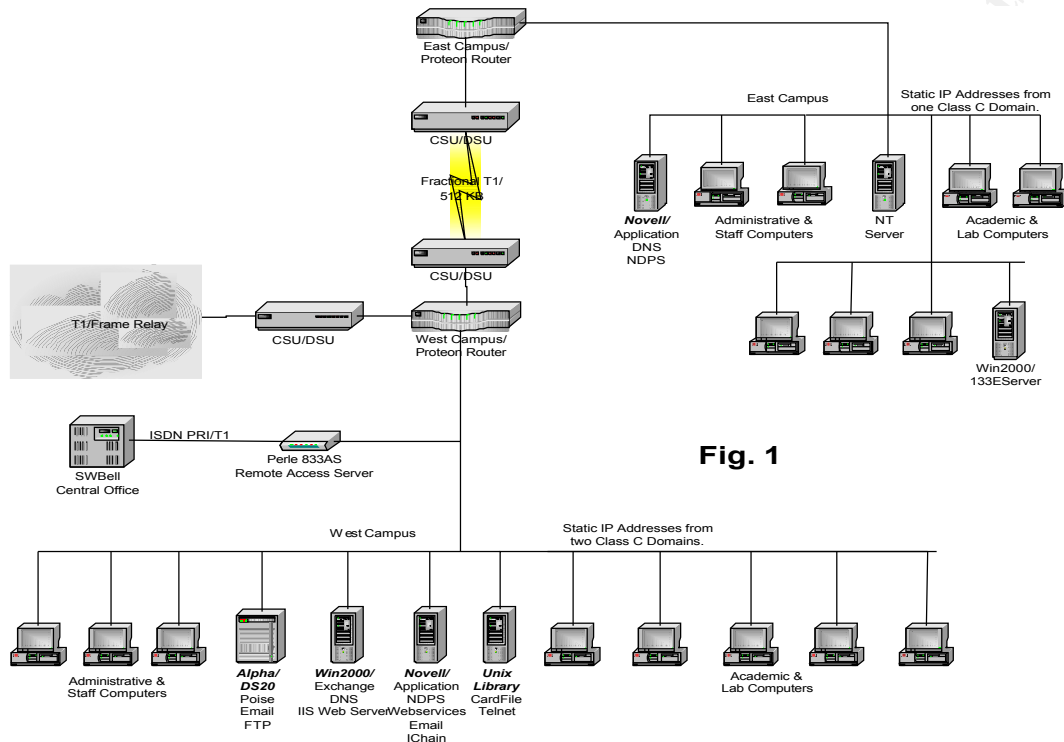 East Campus/
Proteon Router
CSU/DSU
Fractional T1/
512 KB
CSU/DSU
West Campus/
Proteon Router
T1/Frame Relay
CSU/DSU
East Campus
Static IP Addresses from
one Class C Domain.
Novell/
Application
DNS
NDPS
Administrative &
Staff Computers
NT
Server
Academic &
Lab Computers
Win2000/
133EServer
ISDN PRI/T1
SWBell
Central Office
Perle 833AS
Remote Access Server
Fig. 1
West Campus
Static IP Addresses from
two Class C Domains.
Administrative &
Staff Computers
Alpha/
DS20
Poise
Email
FTP
Win2000/
Exchange
DNS
IIS Web Server
Novell/
Application
NDPS
Webservices
Email
IChain
Unix
Library
CardFile
Telnet
Academic &
Lab Computers